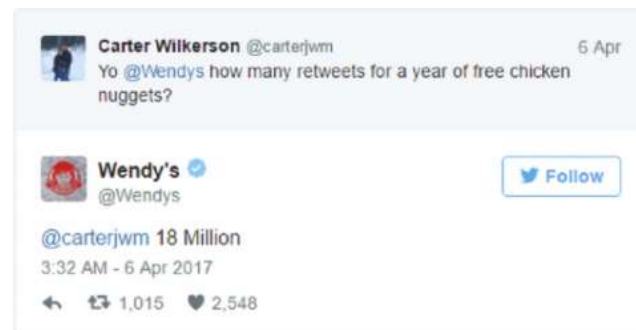 Carter Wilkerson @carterjwm 6 Apr
Yo @Wendys how many retweets for a year of free chicken
nuggets?
Wendy's Follow
@Wendys
@carterjwm 18 Million
3:32 AM - 6 Apr 2017
1,015 2,548